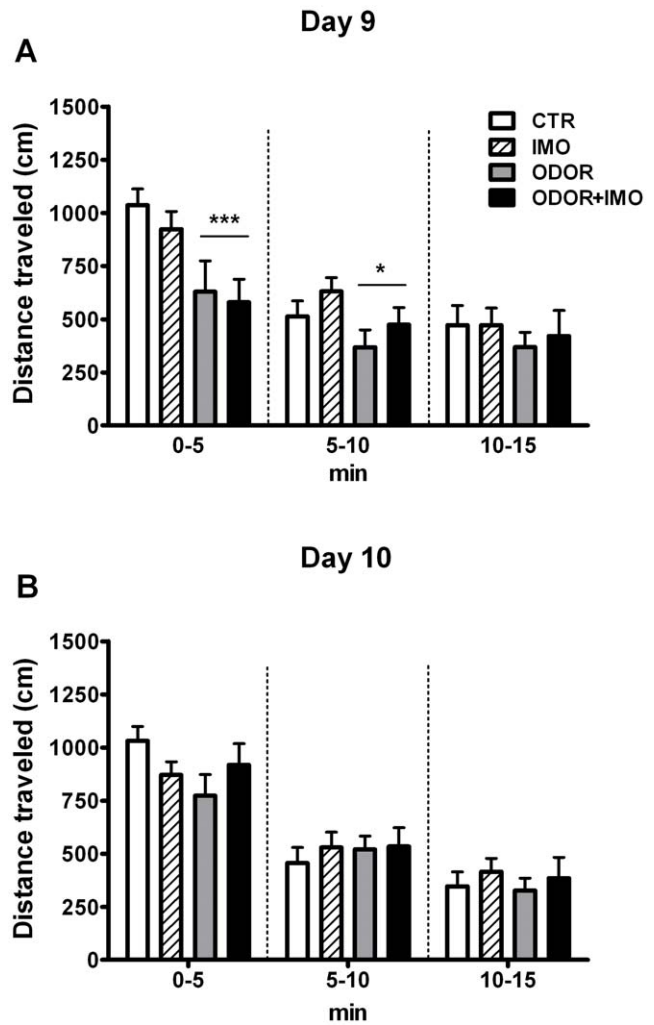 Day 9
A
Distance traveled (cm)
1500
1250
1000
750
500
250
0
***
*
CTR
IMO
ODOR
ODOR+IMO
0-5
5-10
10-15
min
Day 10
B
Distance traveled (cm)
1500
1250
1000
750
500
250
0
0-5
5-10
10-15
min